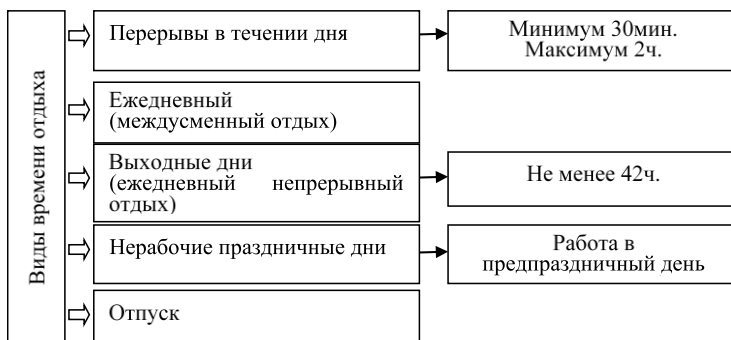 Виды времени отдыха
Перерывы в течении дня
Минимум 30мин.
Максимум 2ч.
Ежедневный
(междусменный отдых)
Выходные дни
(ежедневный непрерывный
отдых)
Не менее 42ч.
Нерабочие праздничные дни
Работа в
предпраздничный день
Отпуск